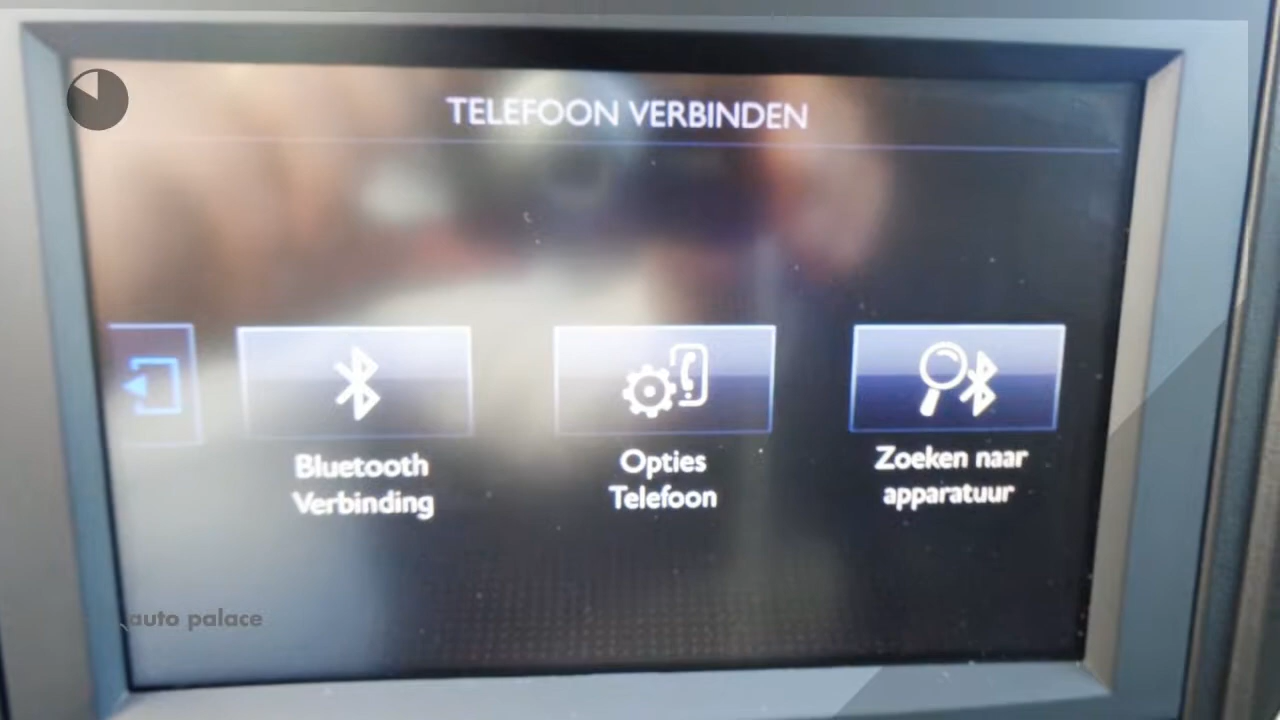 TELEFOON VERBINDEN
Bluetooth
Verbinding
Opties
Telefoon
Zoeken naar
apparatuur
auto palace